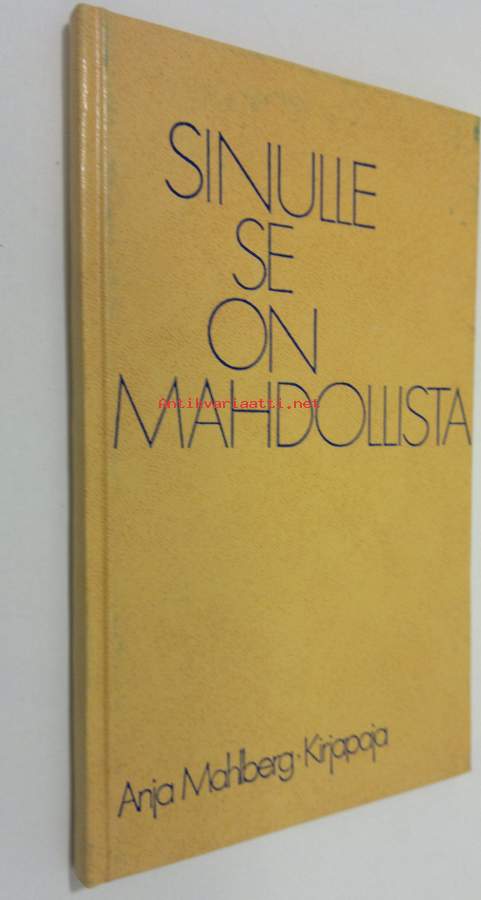 SINULLE
SE
ON
MAHDOLLISTA
Antikvariaatti.net
Anja Mahlberg · Kirjapaja